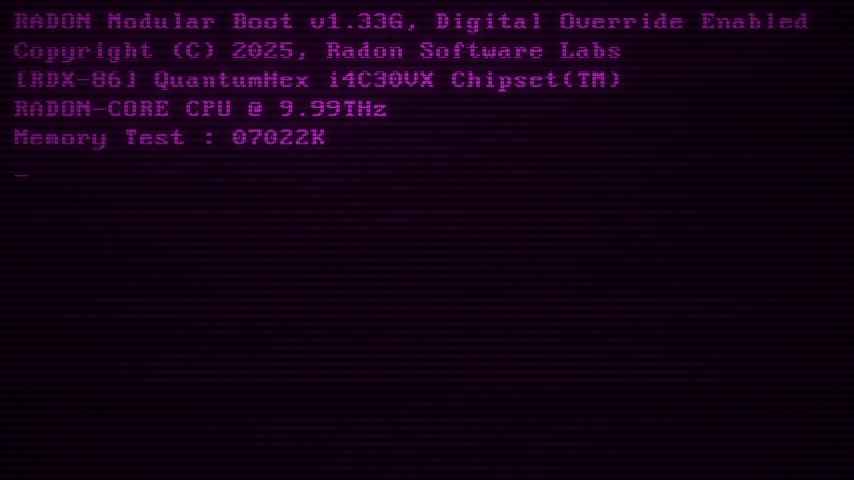 RADON Modular Boot v1.33G, Digital Override Enabled
Copyright (C) 2025, Radon Software Labs
[RDX-86] QuantumHex i4C30VX Chipset(TM)
RADON-CORE CPU @ 9.99THz
Memory Test : 07022K
_